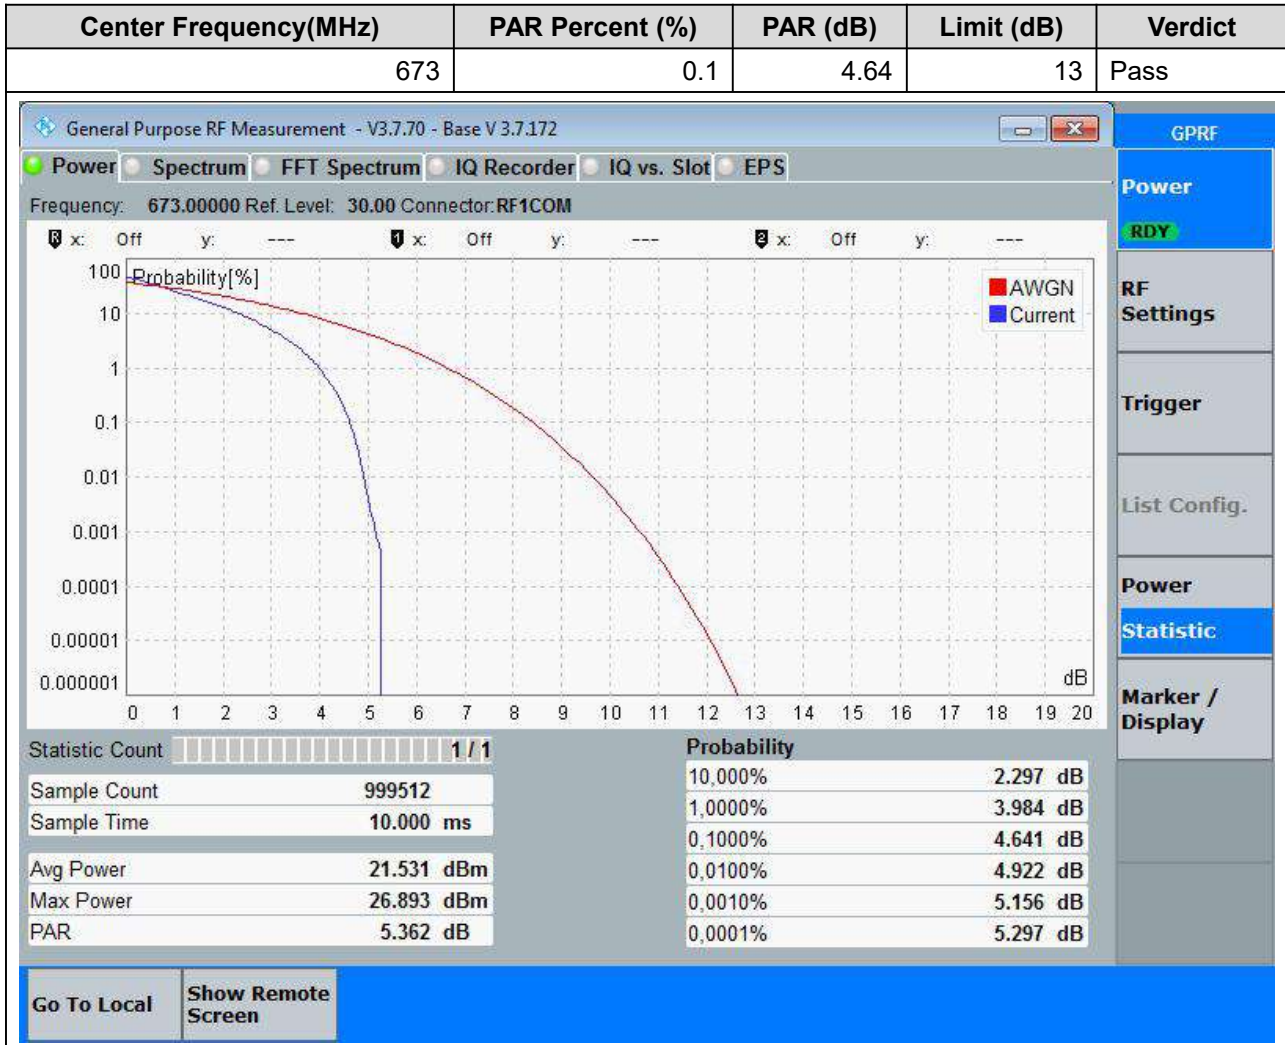 Center Frequency(MHz) PAR Percent (%) PAR (dB) Limit (dB) Verdict
673 0.1 4.64 13 Pass
General Purpose RF Measurement - V3.7.70 - Base V 3.7.172
GPRF
Power Spectrum FFT Spectrum IQ Recorder IQ vs. Slot EPS
Frequency: 673.00000 Ref. Level: 30.00 Connector: RF1COM
R x: Off y: --- 1 x: Off y: --- 2 x: Off y: ---
Probability[%]
AWGN
Current
100
10
1
0.1
0.01
0.001
0.0001
0.00001
0.000001
dB
0 1 2 3 4 5 6 7 8 9 10 11 12 13 14 15 16 17 18 19 20
Statistic Count 1 / 1
Sample Count 999512
Sample Time 10.000 ms
Avg Power 21.531 dBm
Max Power 26.893 dBm
PAR 5.362 dB
Probability
10,000% 2.297 dB
1,0000% 3.984 dB
0,1000% 4.641 dB
0,0100% 4.922 dB
0,0010% 5.156 dB
0,0001% 5.297 dB
Power
RDY
RF
Settings
Trigger
List Config.
Power
Statistic
Marker /
Display
Go To Local
Show Remote
Screen